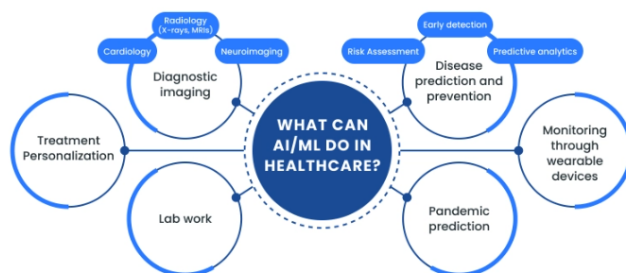 Radiology
(X-rays, MRIs)
Cardiology
Neuroimaging
Diagnostic
imaging
Early detection
Risk Assessment
Predictive analytics
Disease
prediction and
prevention
WHAT CAN
AI/ML DO IN
HEALTHCARE?
Treatment
Personalization
Monitoring
through
wearable
devices
Lab work
Pandemic
prediction